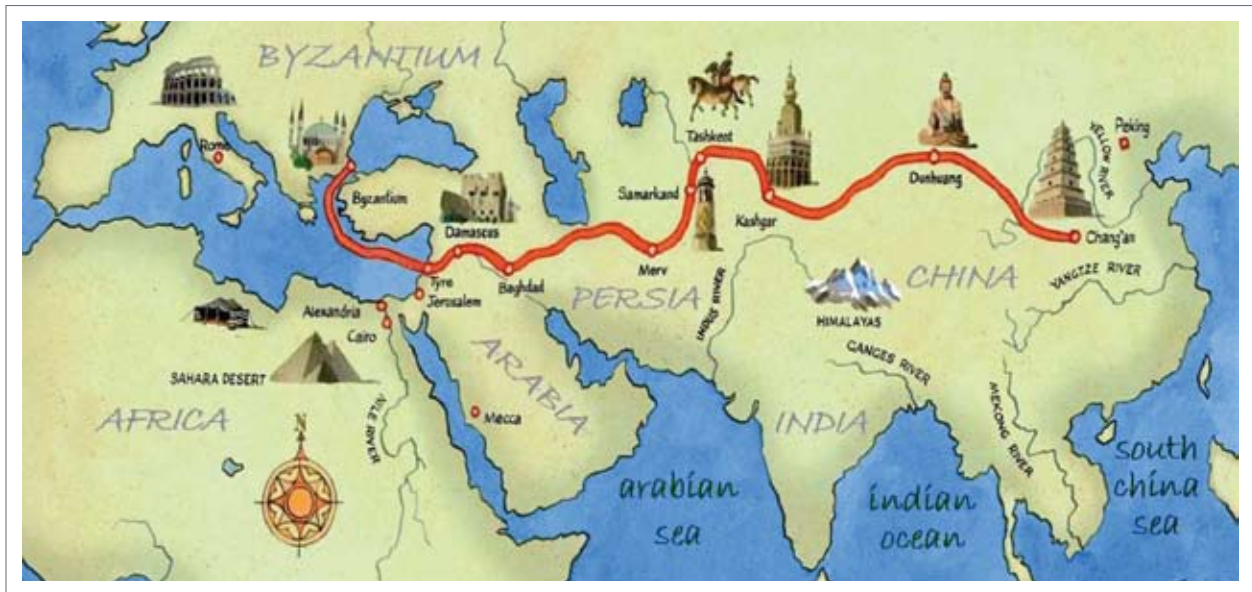 BYZANTIUM
Rome
Byzantium
Damascus
Tyre
Jerusalem
Baghdad
Alexandria
Cairo
SAHARA DESERT
AFRICA
NILE RIVER
N
Mecca
ARABIA
PERSIA
Merv
Samarkand
Tashkent
Kashgar
Dunhuang
Peking
YELLOW RIVER
Chang'an
CHINA
YANGTZE RIVER
INDUS RIVER
HIMALAYAS
GANGES RIVER
MEKONG RIVER
INDIA
arabian
sea
indian
ocean
south
china
sea